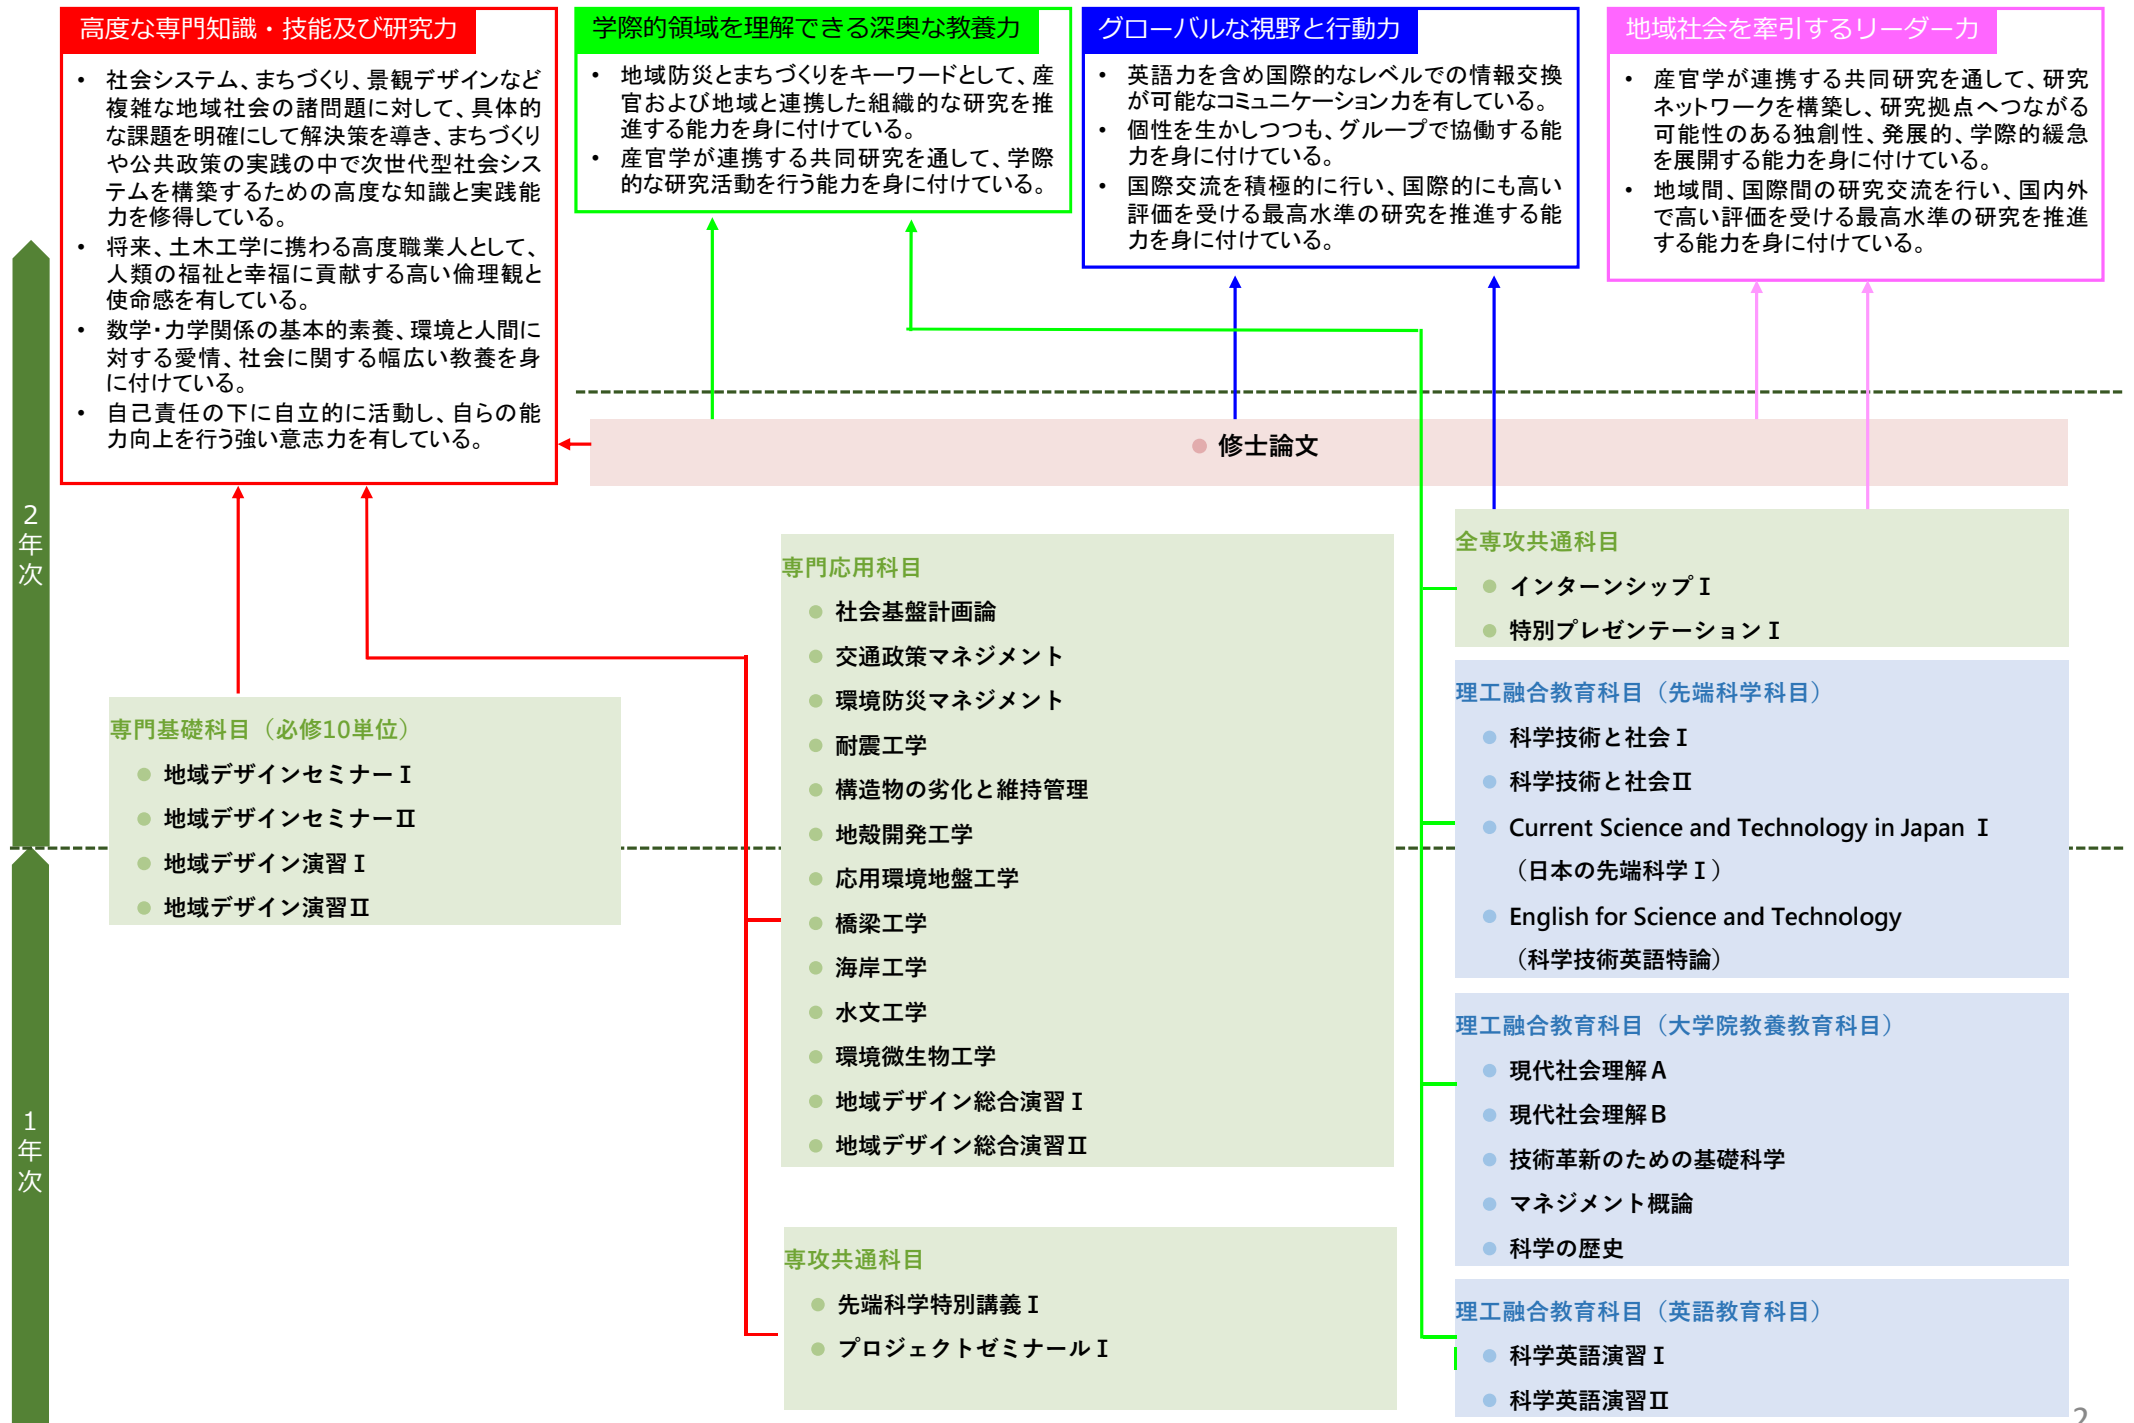 高度な専門知識・技能及び研究力
• 社会システム、まちづくり、景観デザインなど
複雑な地域社会の諸問題に対して、具体的
な課題を明確にして解決策を導き、まちづくり
や公共政策の実践の中で次世代型社会シス
テムを構築するための高度な知識と実践能
力を修得している。
• 将来、土木工学に携わる高度職業人として、
人類の福祉と幸福に貢献する高い倫理観と
使命感を有している。
• 数学・力学関係の基本的素養、環境と人間に
対する愛情、社会に関する幅広い教養を身
に付けている。
• 自己責任の下に自立的に活動し、自らの能
力向上を行う強い意志力を有している。
学際的領域を理解できる深奥な教養力
• 地域防災とまちづくりをキーワードとして、産
官および地域と連携した組織的な研究を推
進する能力を身に付けている。
• 産官学が連携する共同研究を通して、学際
的な研究活動を行う能力を身に付けている。
グローバルな視野と行動力
• 英語力を含め国際的なレベルでの情報交換
が可能なコミュニケーション力を有している。
• 個性を生かしつつも、グループで協働する能
力を身に付けている。
• 国際交流を積極的に行い、国際的にも高い
評価を受ける最高水準の研究を推進する能
力を身に付けている。
地域社会を牽引するリーダー力
• 産官学が連携する共同研究を通して、研究
ネットワークを構築し、研究拠点へつながる
可能性のある独創性、発展的、学際的緩急
を展開する能力を身に付けている。
• 地域間、国際間の研究交流を行い、国内外
で高い評価を受ける最高水準の研究を推進
する能力を身に付けている。
2年次
1年次
● 修士論文
専門基礎科目（必修10単位）
● 地域デザインセミナーⅠ
● 地域デザインセミナーⅡ
● 地域デザイン演習Ⅰ
● 地域デザイン演習Ⅱ
専門応用科目
● 社会基盤計画論
● 交通政策マネジメント
● 環境防災マネジメント
● 耐震工学
● 構造物の劣化と維持管理
● 地殻開発工学
● 応用環境地盤工学
● 橋梁工学
● 海岸工学
● 水文工学
● 環境微生物工学
● 地域デザイン総合演習Ⅰ
● 地域デザイン総合演習Ⅱ
専攻共通科目
● 先端科学特別講義Ⅰ
● プロジェクトゼミナールⅠ
全専攻共通科目
● インターンシップⅠ
● 特別プレゼンテーションⅠ
理工融合教育科目（先端科学科目）
● 科学技術と社会Ⅰ
● 科学技術と社会Ⅱ
● Current Science and Technology in Japan Ⅰ
（日本の先端科学Ⅰ）
● English for Science and Technology
（科学技術英語特論）
理工融合教育科目（大学院教養教育科目）
● 現代社会理解A
● 現代社会理解B
● 技術革新のための基礎科学
● マネジメント概論
● 科学の歴史
理工融合教育科目（英語教育科目）
● 科学英語演習Ⅰ
● 科学英語演習Ⅱ
2